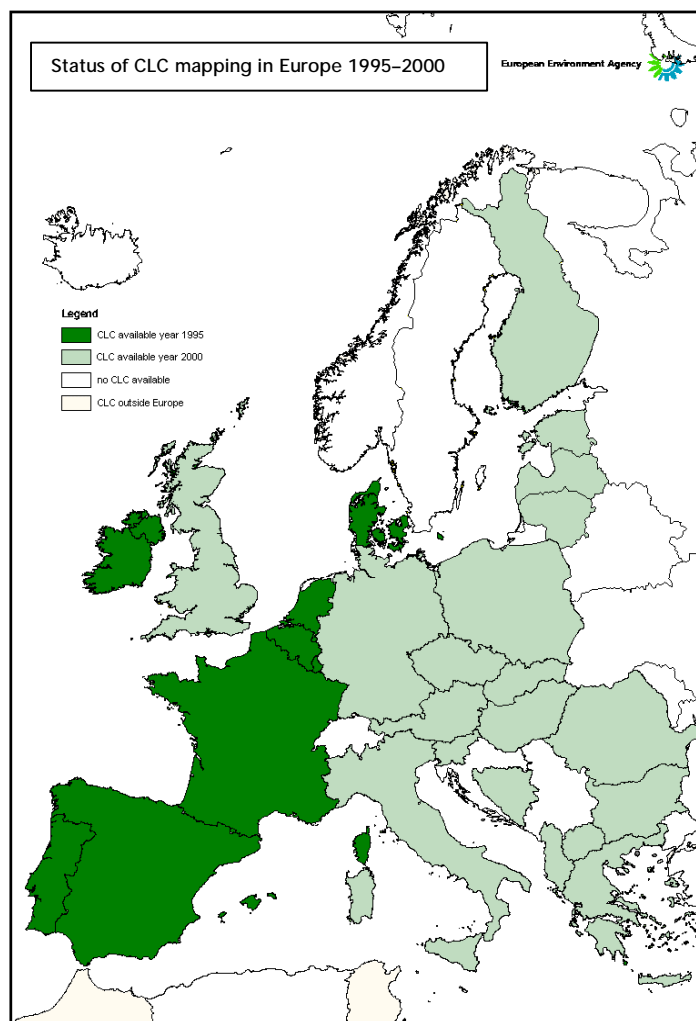 Status of CLC mapping in Europe 1995–2000
European Environment Agency
Legend
CLC available year 1995
CLC available year 2000
no CLC available
CLC outside Europe